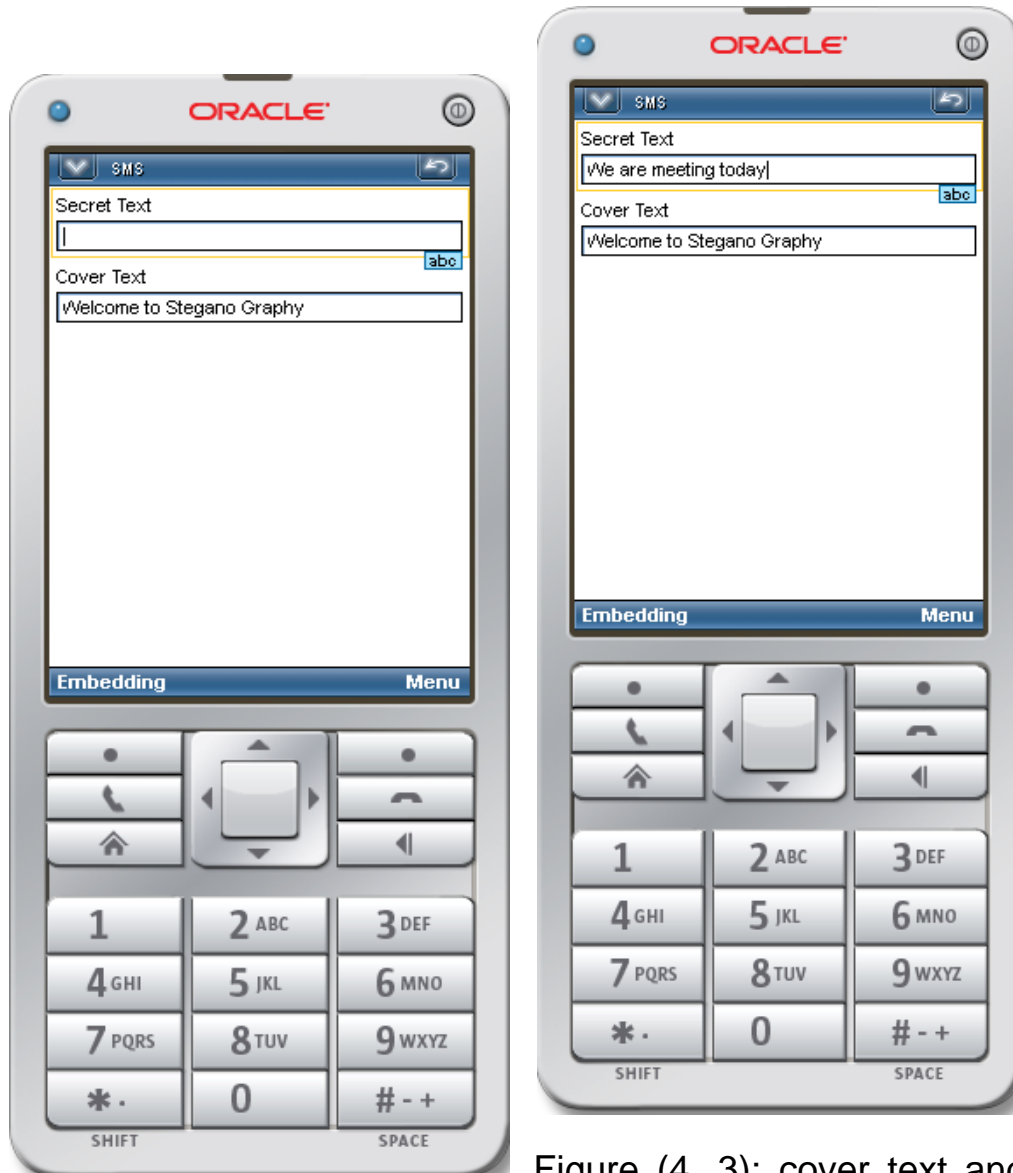 ORACLE
SMS
Secret Text
abc
Cover Text
Welcome to Stegano Graphy
Embedding Menu
1 2 ABC 3 DEF
4 GHI 5 JKL 6 MNO
7 PQRS 8 TUV 9 WXYZ
* . 0 # - +
SHIFT SPACE
ORACLE
SMS
Secret Text
We are meeting today
abc
Cover Text
Welcome to Stegano Graphy
Embedding Menu
1 2 ABC 3 DEF
4 GHI 5 JKL 6 MNO
7 PQRS 8 TUV 9 WXYZ
* . 0 # - +
SHIFT SPACE
Figure (4. 3): cover text and